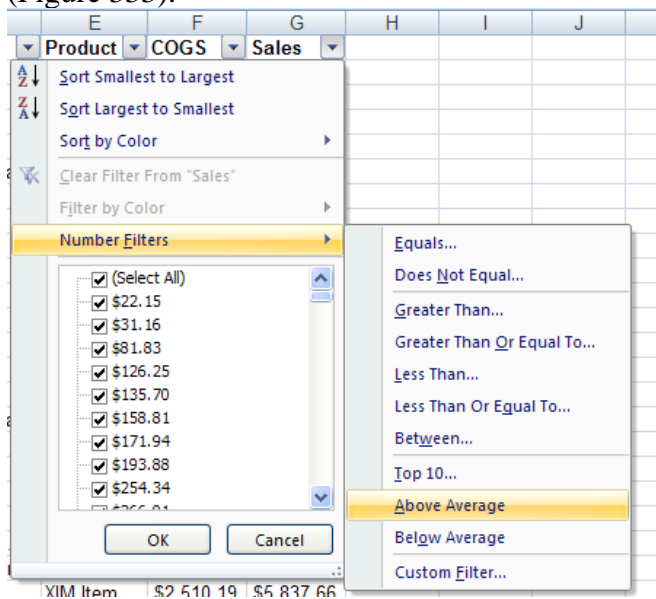 (Figure 333).
E F G H I J
Product COGS Sales
Sort Smallest to Largest
Sort Largest to Smallest
Sort by Color
Clear Filter From "Sales"
Filter by Color
Number Filters
(Select All)
$22.15
$31.16
$81.83
$126.25
$135.70
$158.81
$171.94
$193.88
$254.34
OK Cancel
Equals...
Does Not Equal...
Greater Than...
Greater Than Or Equal To...
Less Than...
Less Than Or Equal To...
Between...
Top 10...
Above Average
Below Average
Custom Filter...
XIM Item $2,510.19 $5,837.66